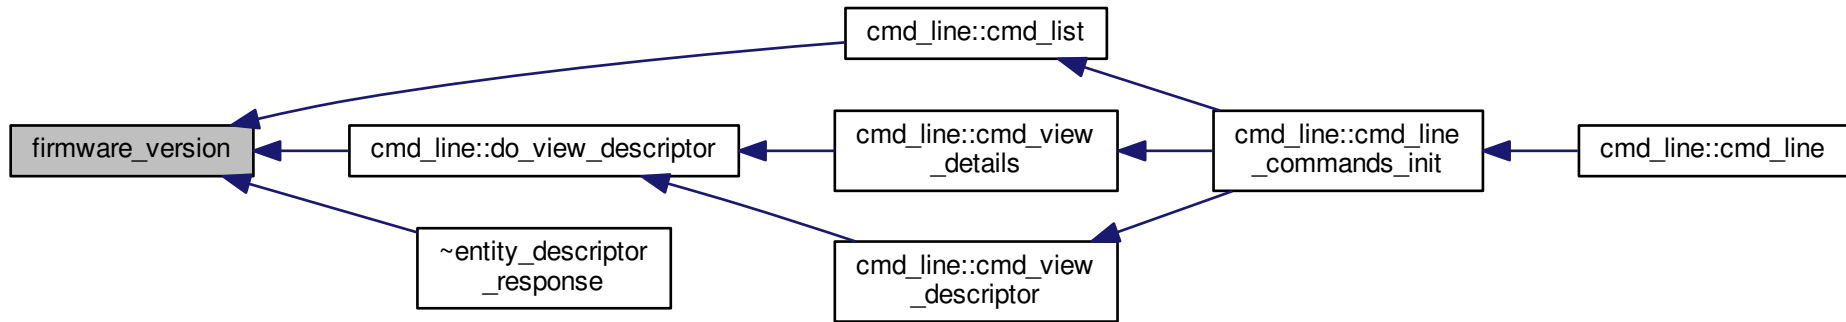 firmware_version
cmd_line::cmd_list
cmd_line::do_view_descriptor
~entity_descriptor
_response
cmd_line::cmd_view
_details
cmd_line::cmd_view
_descriptor
cmd_line::cmd_line
_commands_init
cmd_line::cmd_line